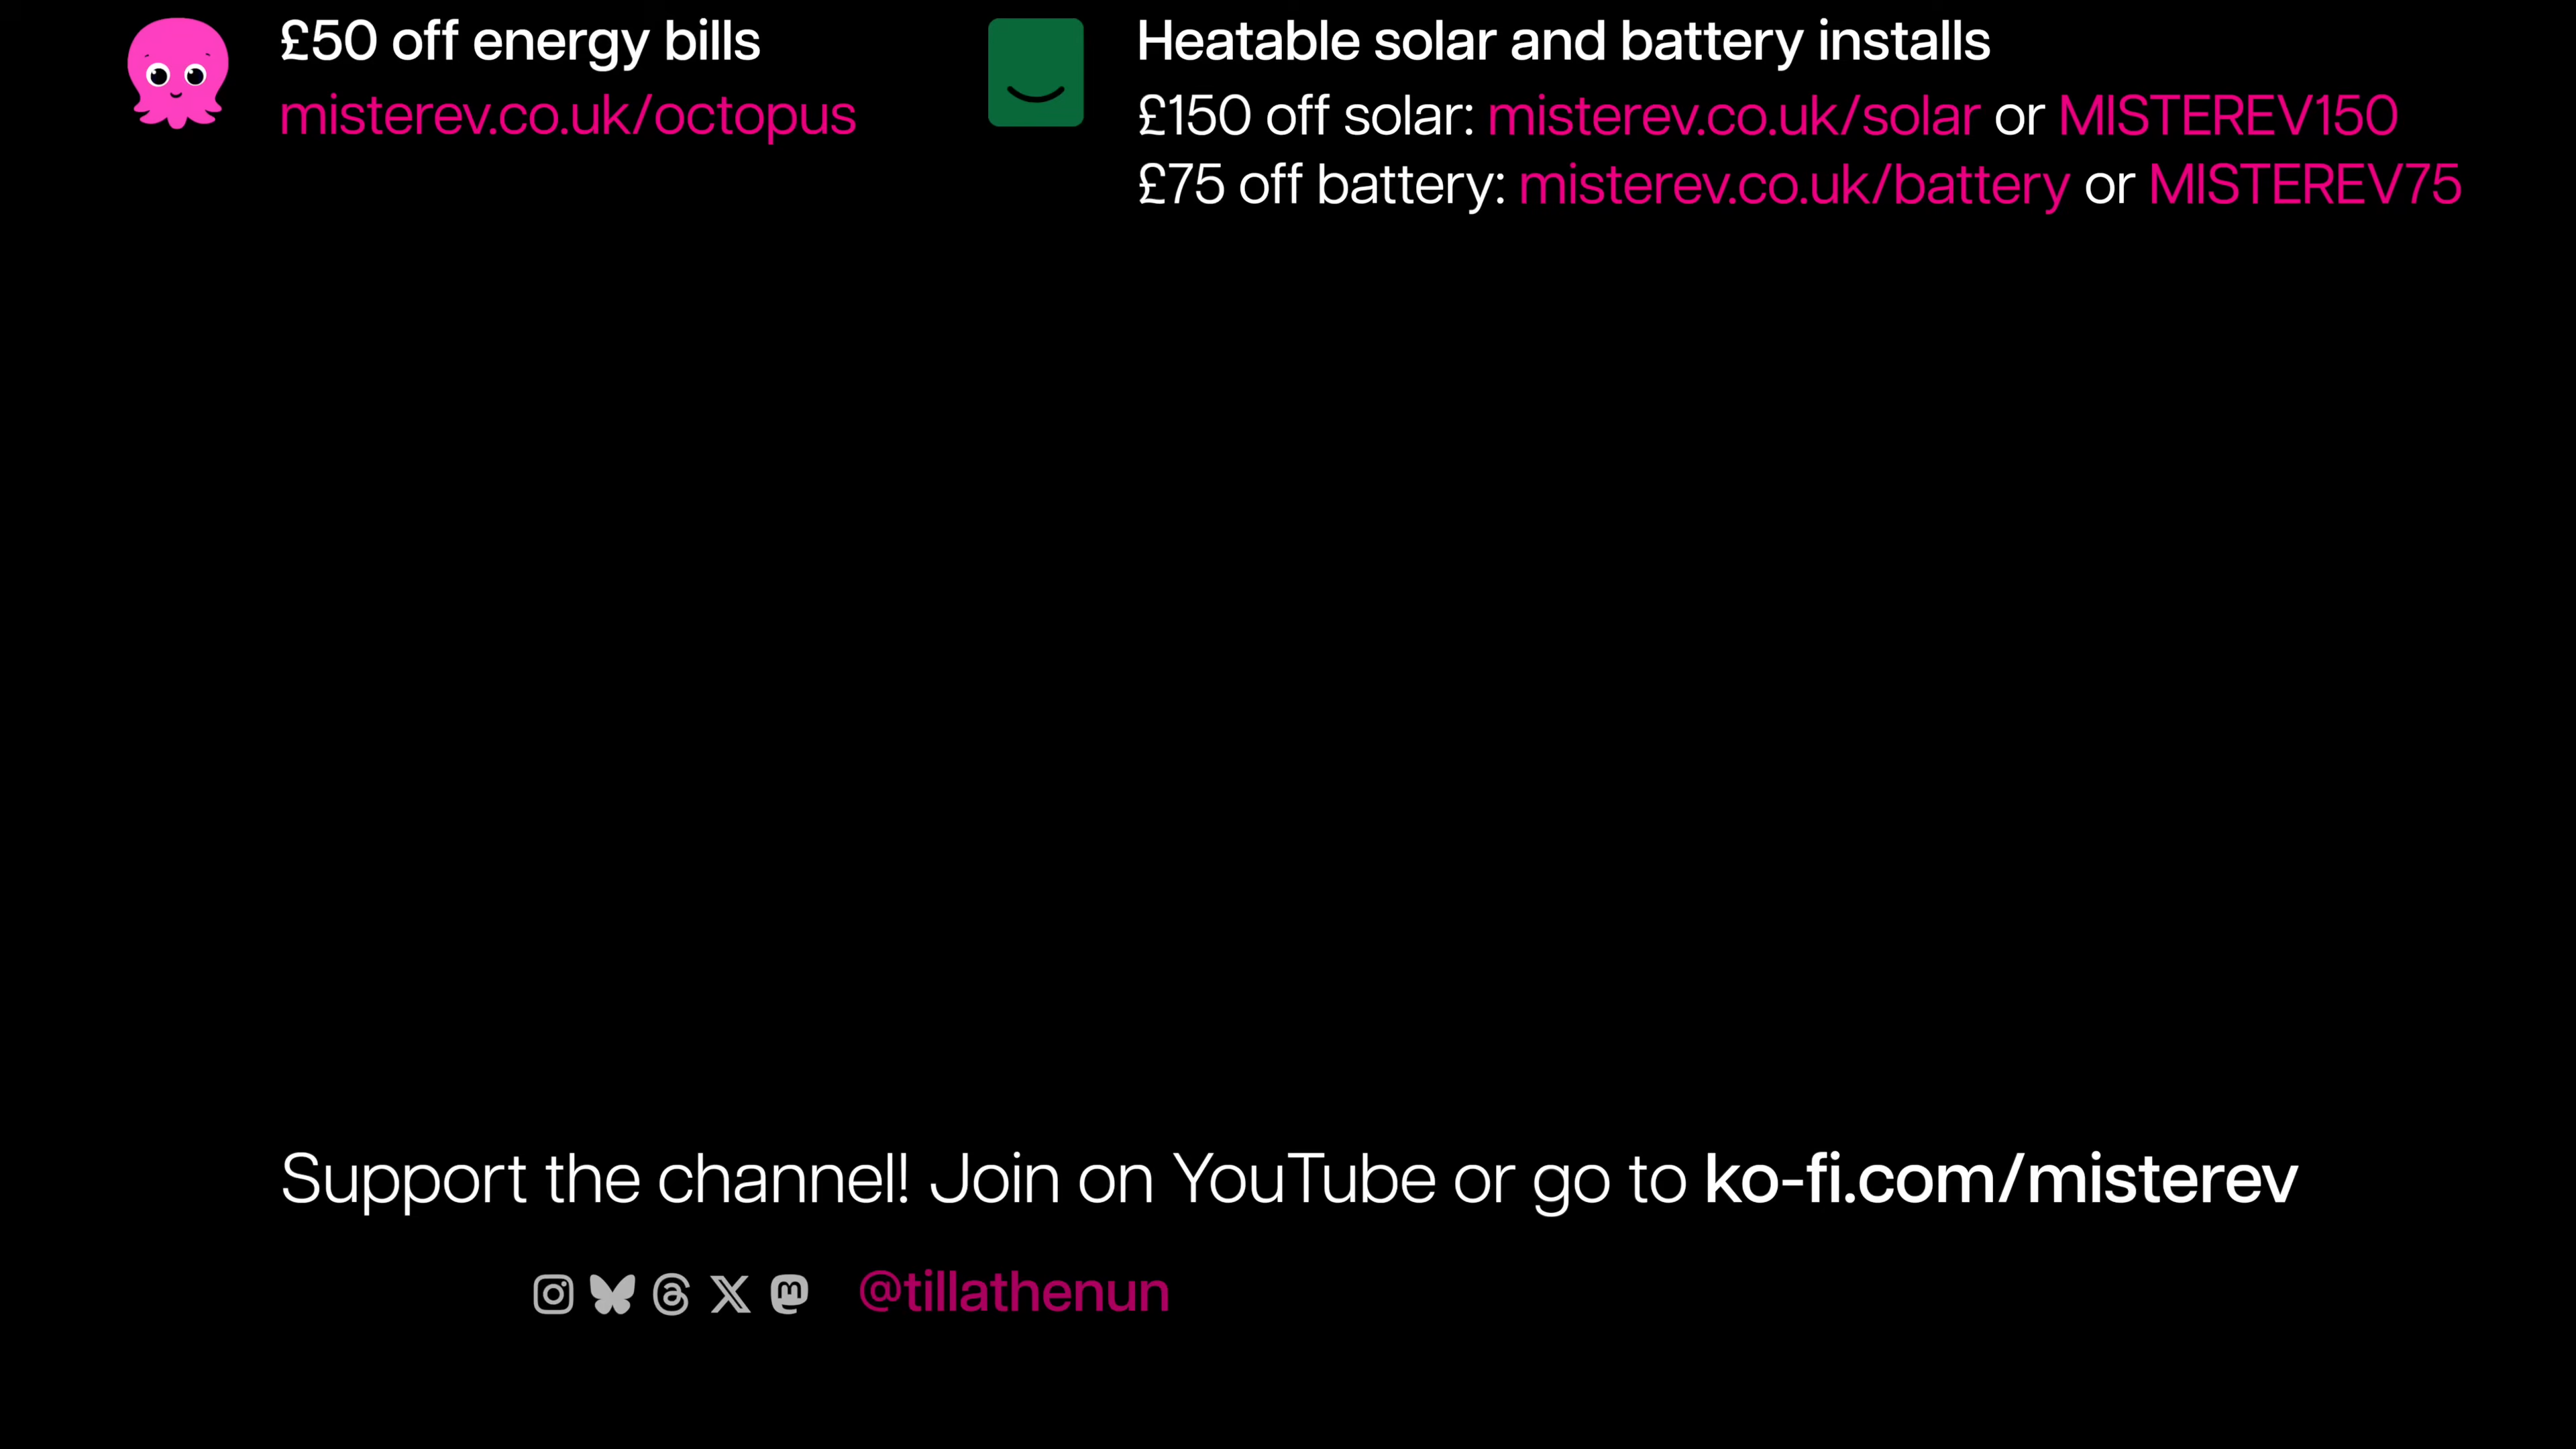 £50 off energy bills
misterev.co.uk/octopus
Heatable solar and battery installs
£150 off solar: misterev.co.uk/solar or MISTEREV150
£75 off battery: misterev.co.uk/battery or MISTEREV75
Support the channel! Join on YouTube or go to ko-fi.com/misterev
@tillathenun